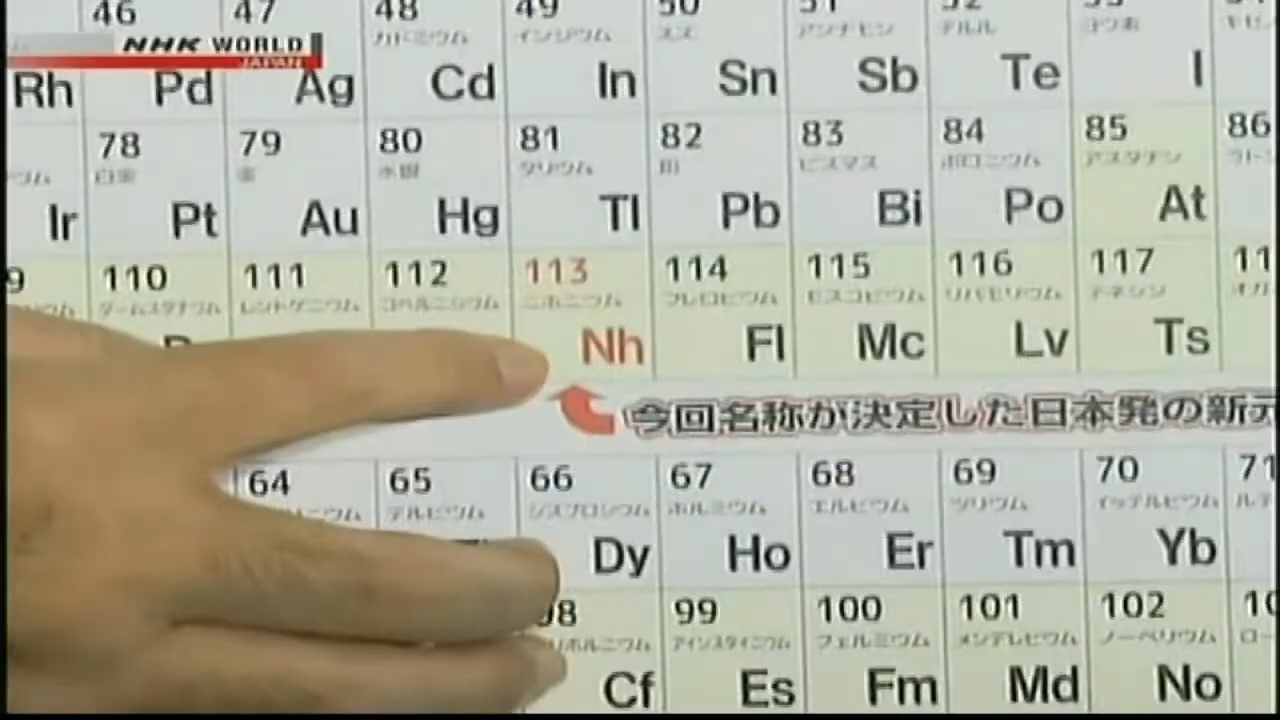 NHK WORLD
JAPAN
46 47 48 49 50 51 52
カドミウム インジウム スズ アンチモン テルル ヨウ素
Rh Pd Ag Cd In Sn Sb Te I
78 79 80 81 82 83 84 85 86
白金 金 水銀 タリウム 鉛 ビスマス ポロニウム アスタチン
Ir Pt Au Hg Tl Pb Bi Po At
9 110 111 112 113 114 115 116 117 11
ダームスタチウム レントゲニウム コペルニシウム ニホニウム フレロビウム モスコビウム リバモリウム テネシン
Nh Fl Mc Lv Ts
今回名称が決定した日本発の新元
64 65 66 67 68 69 70 71
テルビウム ジスプロシウム ホルミウム エルビウム ツリウム イッテルビウム
Dy Ho Er Tm Yb
98 99 100 101 102 10
アインスタイニウム フェルミウム メンデレビウム ノーベリウム ロー
Cf Es Fm Md No